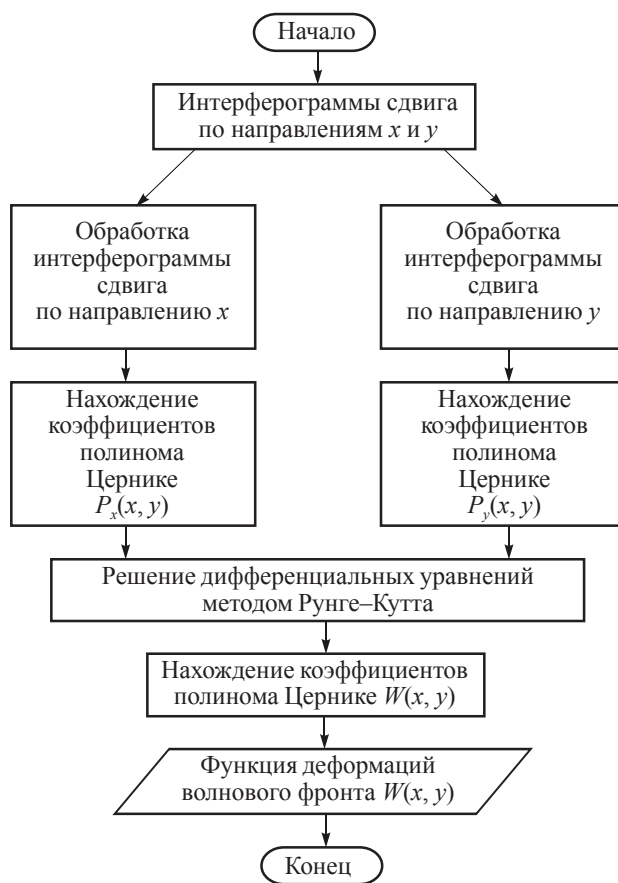 Начало
Интерферограммы сдвига
по направлениям x и y
Обработка
интерферограммы
сдвига
по направлению x
Обработка
интерферограммы
сдвига
по направлению y
Нахождение
коэффициентов
полинома
Цернике
Pₓ(x, y)
Нахождение
коэффициентов
полинома
Цернике
P_y(x, y)
Решение дифференциальных уравнений
методом Рунге–Кутта
Нахождение коэффициентов
полинома Цернике W(x, y)
Функция деформаций
волнового фронта W(x, y)
Конец